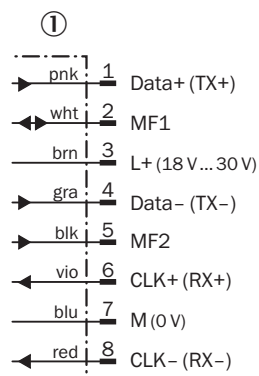 ①
pnk 1 Data+ (TX+)
wht 2 MF1
brn 3 L+ (18 V ... 30 V)
gra 4 Data– (TX–)
blk 5 MF2
vio 6 CLK+ (RX+)
blu 7 M (0 V)
red 8 CLK– (RX–)